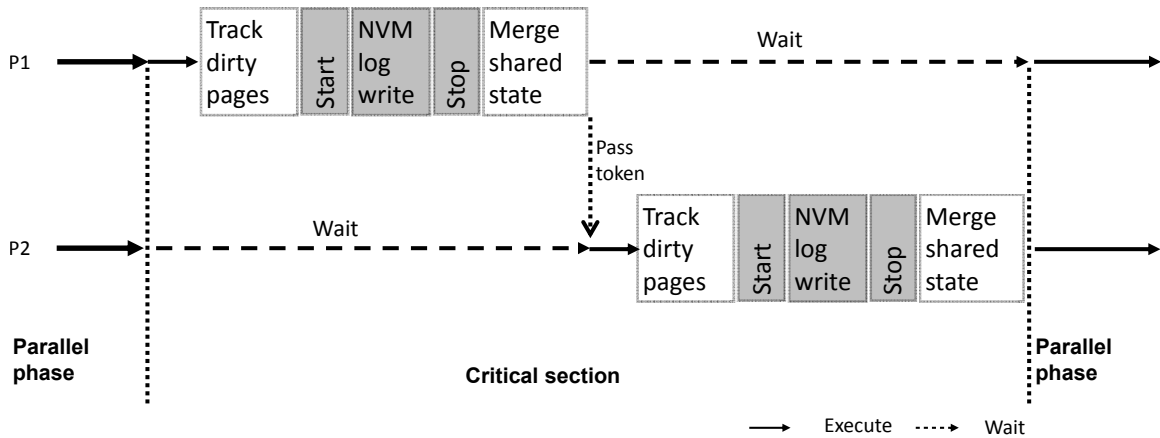 P1
Track
dirty
pages
Start
NVM
log
write
Stop
Merge
shared
state
Wait
Pass
token
P2
Wait
Track
dirty
pages
Start
NVM
log
write
Stop
Merge
shared
state
Parallel
phase
Critical section
Parallel
phase
Execute
Wait